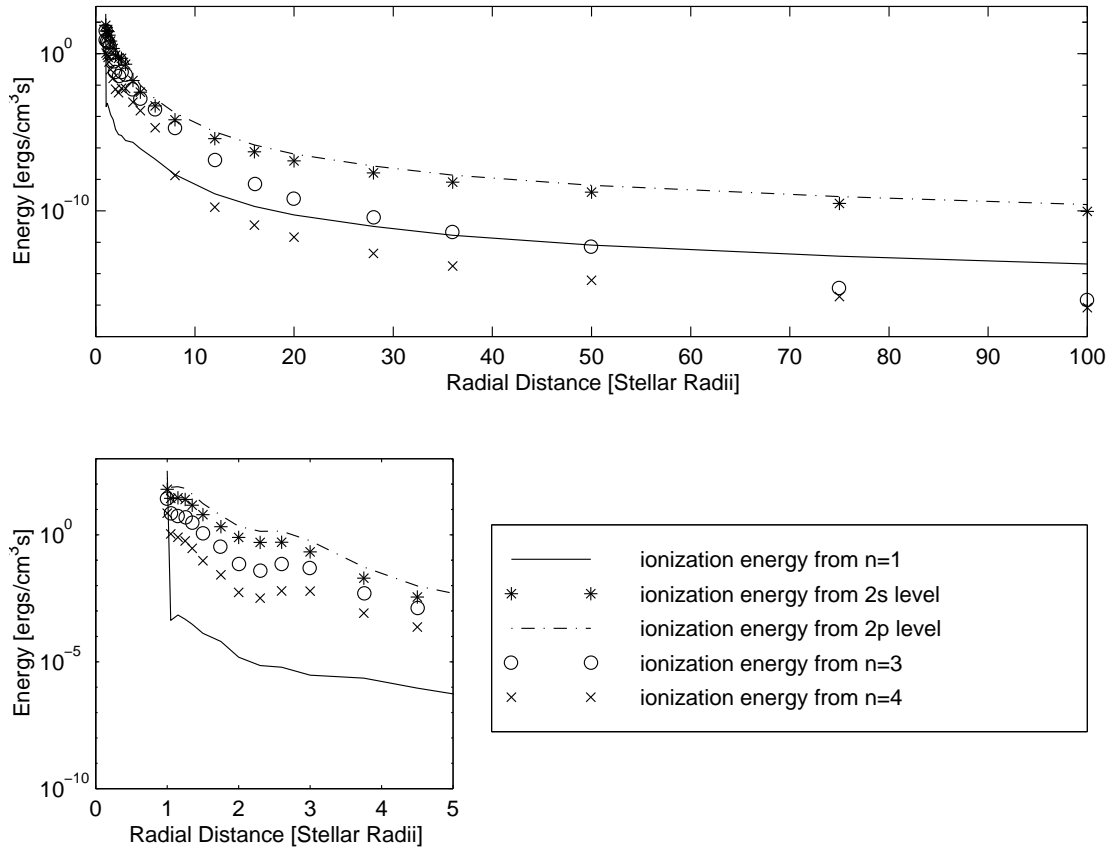 10^0
10^-10
Energy [ergs/cm^3s]
0 10 20 30 40 50 60 70 80 90 100
Radial Distance [Stellar Radii]
10^0
10^-5
10^-10
Energy [ergs/cm^3s]
0 1 2 3 4 5
Radial Distance [Stellar Radii]
ionization energy from n=1
ionization energy from 2s level
ionization energy from 2p level
ionization energy from n=3
ionization energy from n=4